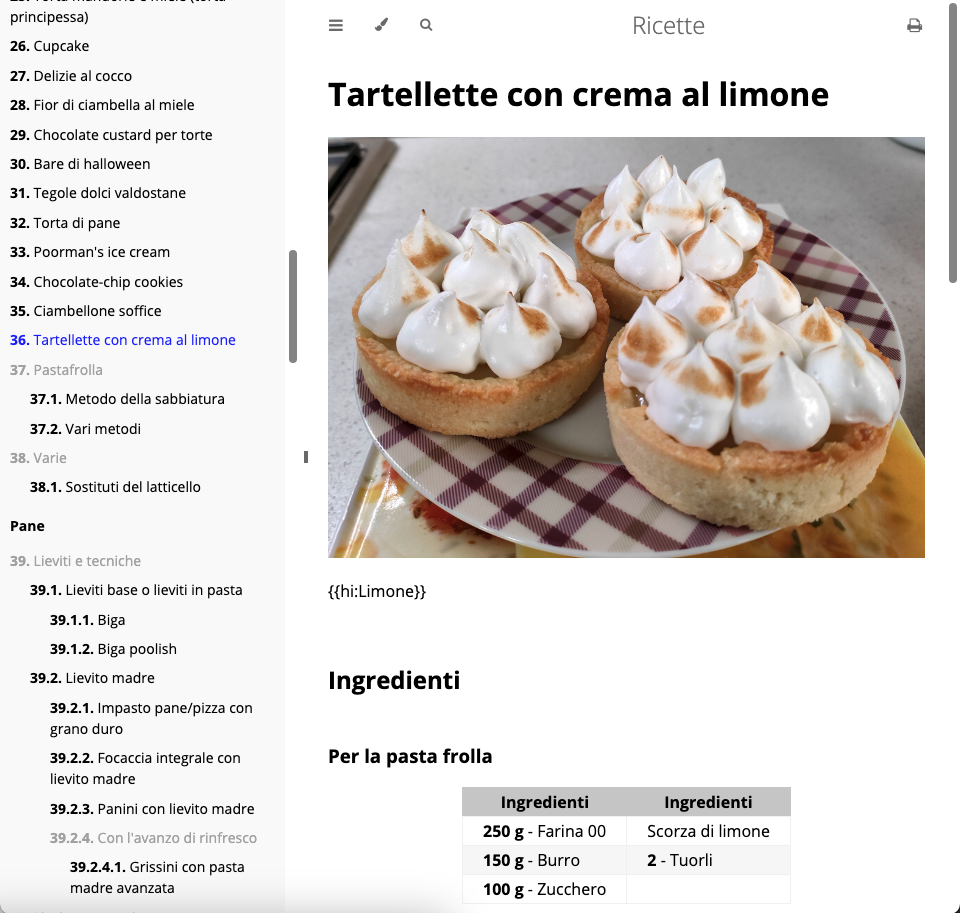 principessa)
26. Cupcake
27. Delizie al cocco
28. Fior di ciambella al miele
29. Chocolate custard per torte
30. Bare di halloween
31. Tegole dolci valdostane
32. Torta di pane
33. Poorman's ice cream
34. Chocolate-chip cookies
35. Ciambellone soffice
36. Tartellette con crema al limone
37. Pastafrolla
37.1. Metodo della sabbiatura
37.2. Vari metodi
38. Varie
38.1. Sostituti del latticello
Pane
39. Lieviti e tecniche
39.1. Lieviti base o lieviti in pasta
39.1.1. Biga
39.1.2. Biga poolish
39.2. Lievito madre
39.2.1. Impasto pane/pizza con
grano duro
39.2.2. Focaccia integrale con
lievito madre
39.2.3. Panini con lievito madre
39.2.4. Con l'avanzo di rinfresco
39.2.4.1. Grissini con pasta
madre avanzata
Ricette
Tartellette con crema al limone
{{hi:Limone}}
Ingredienti
Per la pasta frolla
Ingredienti Ingredienti
250 g - Farina 00 Scorza di limone
150 g - Burro 2 - Tuorli
100 g - Zucchero